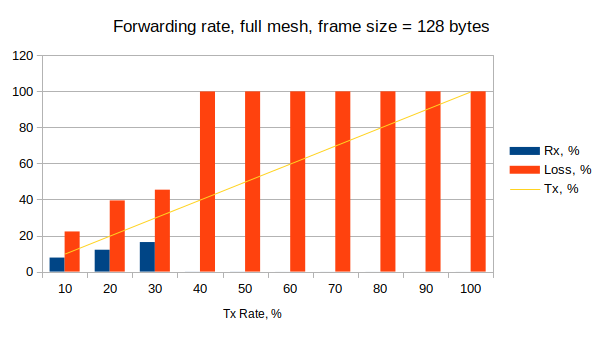 Forwarding rate, full mesh, frame size = 128 bytes
120
100
80
60
40
20
0
10 20 30 40 50 60 70 80 90 100
Tx Rate, %
Rx, %
Loss, %
Tx, %